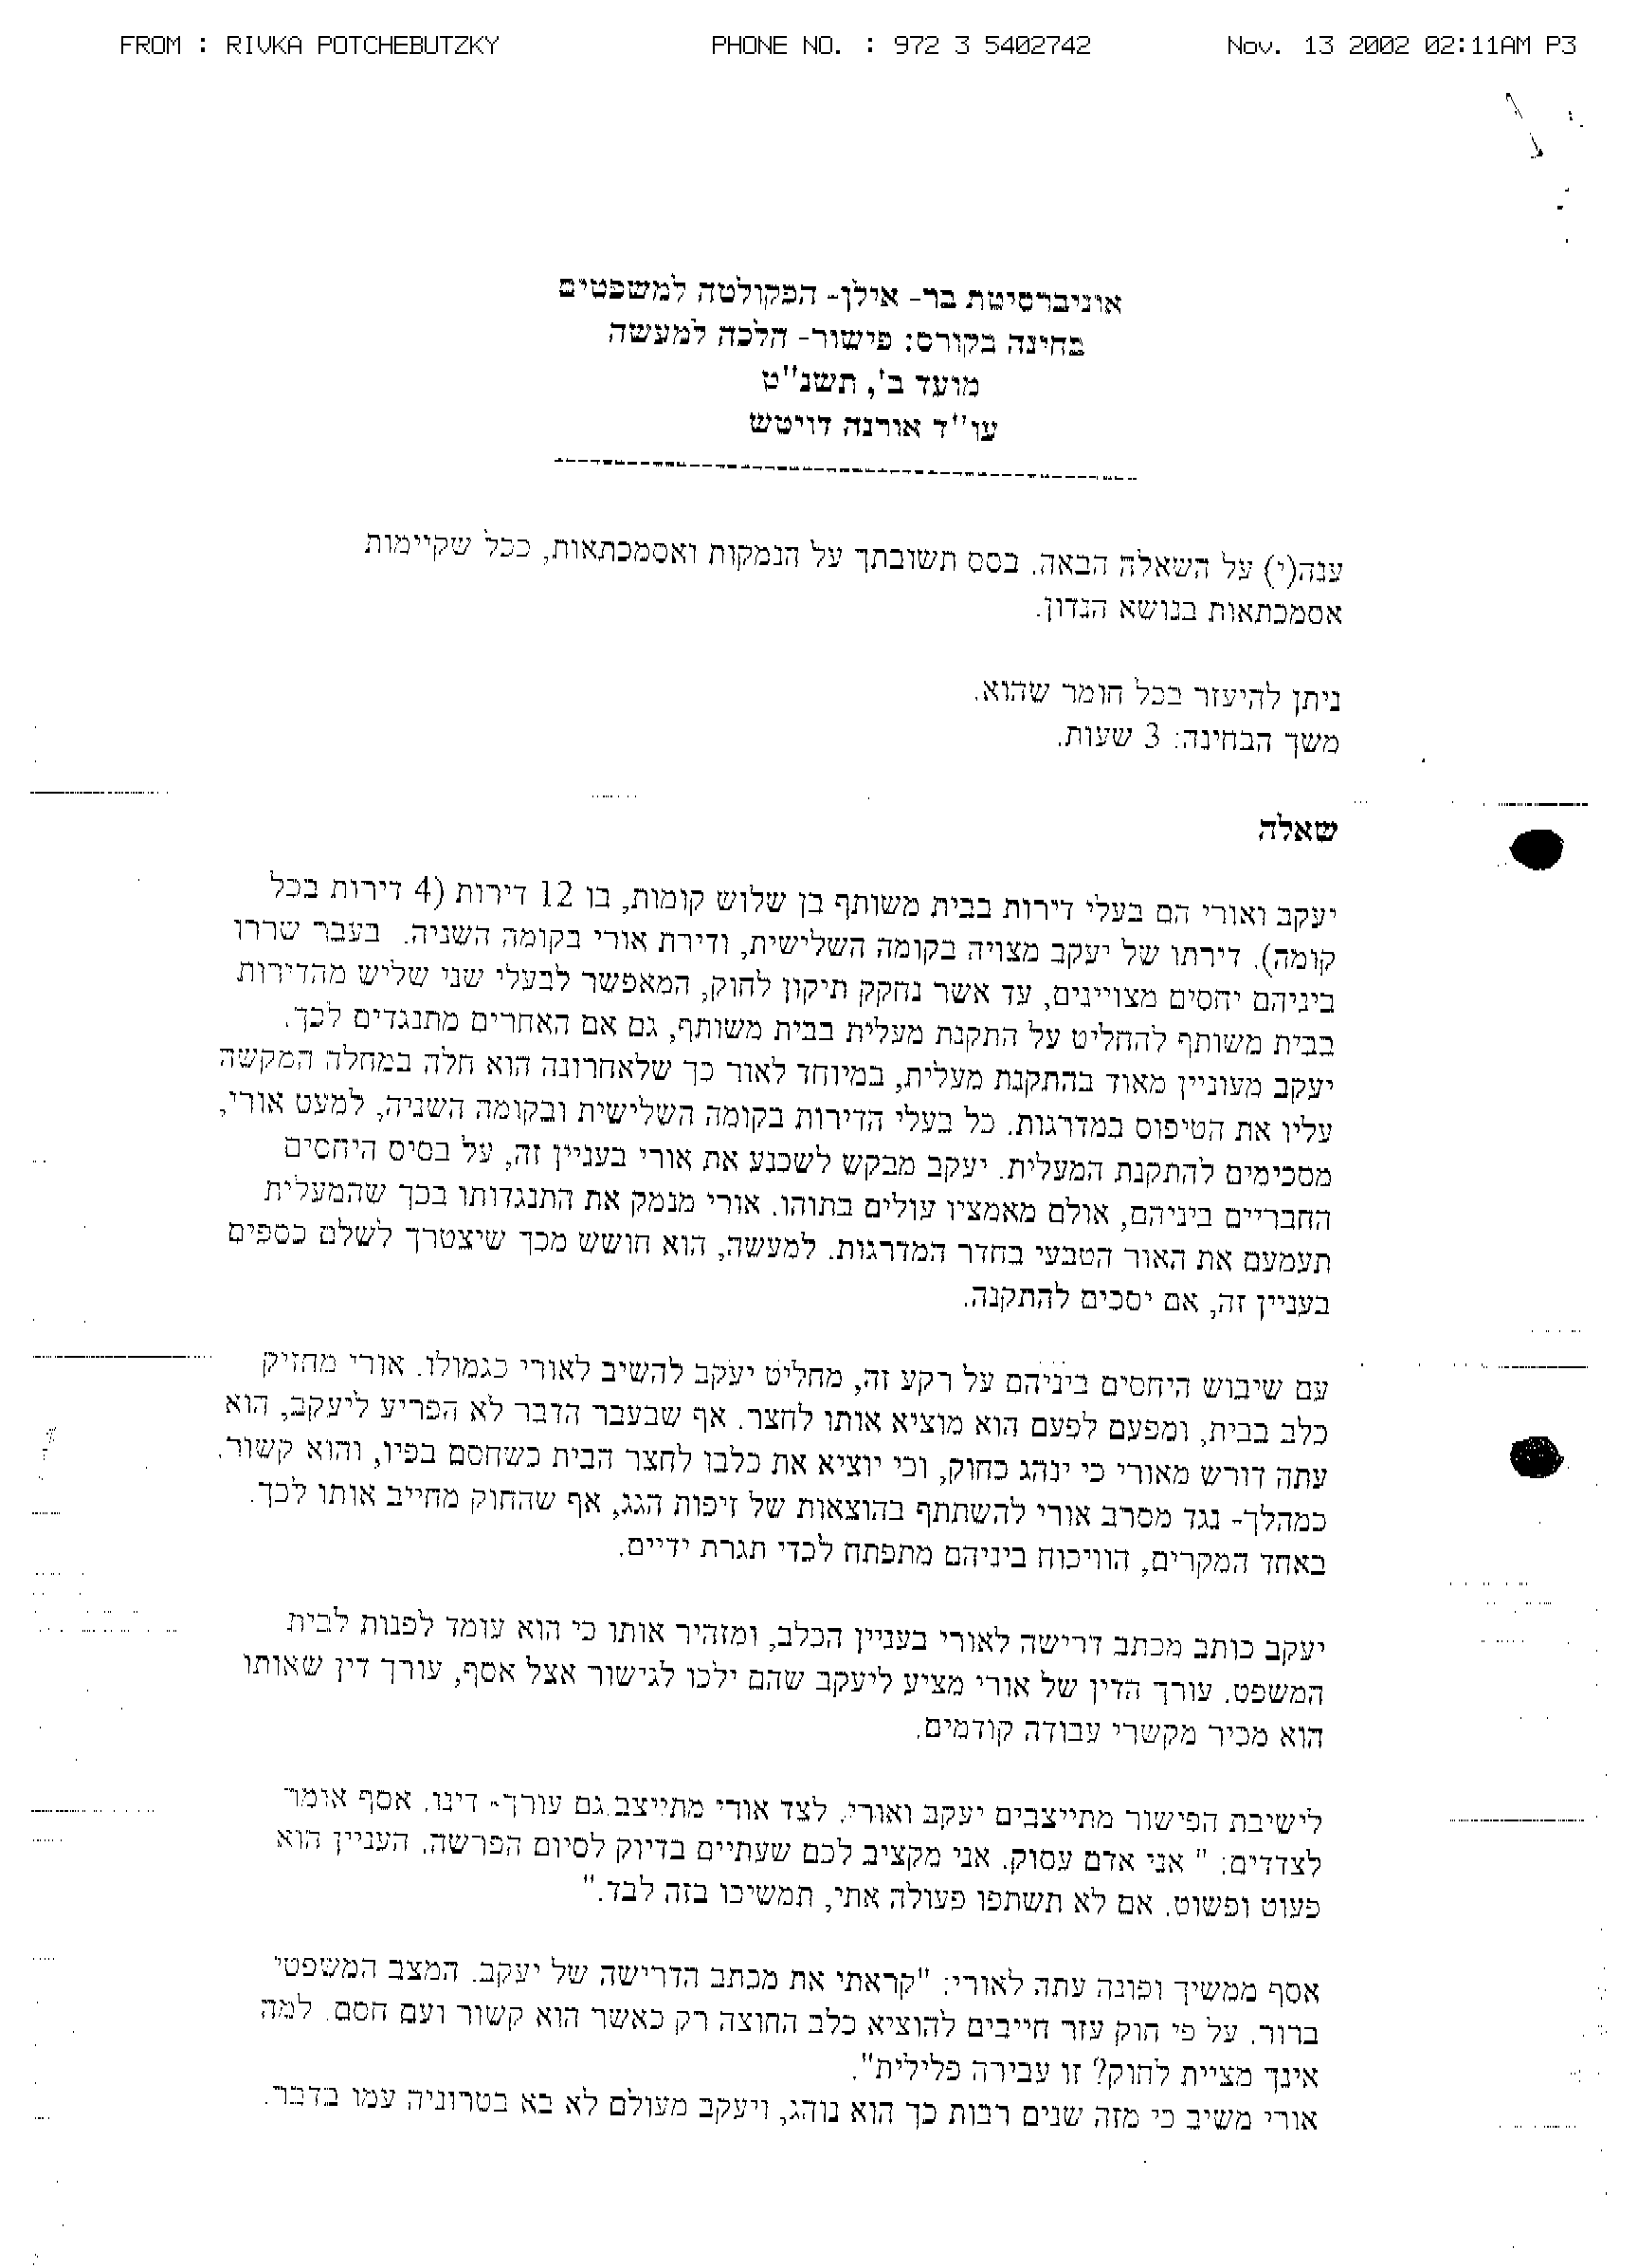 FROM : RIVKA POTCHEBUTZKY PHONE NO. : 972 3 5402742 Nov. 13 2002 02:11AM P3
אוניברסיטת בר- אילן- הפקולטה למשפטים
בחינה בקורס: פישור- הלכה למעשה
מועד ב', תשנ"ט
עו"ד אורנה דויטש
ענה(י) על השאלה הבאה. בסס תשובתך על הנמקות ואסמכתאות, ככל שקיימות
אסמכתאות בנושא הנדון.
ניתן להיעזר בכל חומר שהוא.
משך הבחינה: 3 שעות.
שאלה
יעקב ואורי הם בעלי דירות בבית משותף בן שלוש קומות, בו 12 דירות (4 דירות בכל
קומה). דירתו של יעקב מצויה בקומה השלישית, ודירת אורי בקומה השניה. בעבר שררו
ביניהם יחסים מצויינים, עד אשר נחקק תיקון לחוק, המאפשר לבעלי שני שליש מהדירות
בבית משותף להחליט על התקנת מעלית בבית משותף, גם אם האחרים מתנגדים לכך.
יעקב מעוניין מאוד בהתקנת מעלית, במיוחד לאור כך שלאחרונה הוא חלה במחלה המקשה
עליו את הטיפוס במדרגות. כל בעלי הדירות בקומה השלישית ובקומה השניה, למעט אורי,
מסכימים להתקנת המעלית. יעקב מבקש לשכנע את אורי בעניין זה, על בסיס היחסים
החבריים ביניהם, אולם מאמציו עולים בתוהו. אורי מנמק את התנגדותו בכך שהמעלית
תעמעם את האור הטבעי בחדר המדרגות. למעשה, הוא חושש מכך שיצטרך לשלם כספים
בעניין זה, אם יסכים להתקנה.
עם שיבוש היחסים ביניהם על רקע זה, מחליט יעקב להשיב לאורי כגמולו. אורי מחזיק
כלב בבית, ומפעם לפעם הוא מוציא אותו לחצר. אף שבעבר הדבר לא הפריע ליעקב, הוא
עתה דורש מאורי כי ינהג כחוק, וכי יוציא את כלבו לחצר הבית כשחסם בפיו, והוא קשור.
כמהלך- נגד מסרב אורי להשתתף בהוצאות של זיפות הגג, אף שהחוק מחייב אותו לכך.
באחד המקרים, הוויכוח ביניהם מתפתח לכדי תגרת ידיים.
יעקב כותב מכתב דרישה לאורי בעניין הכלב, ומזהיר אותו כי הוא עומד לפנות לבית
המשפט. עורך הדין של אורי מציע ליעקב שהם ילכו לגישור אצל אסף, עורך דין שאותו
הוא מכיר מקשרי עבודה קודמים.
לישיבת הפישור מתייצבים יעקב ואורי. לצד אורי מתייצב גם עורך- דינו. אסף אומר
לצדדים: " אני אדם עסוק. אני מקציב לכם שעתיים בדיוק לסיום הפרשה. העניין הוא
פעוט ופשוט. אם לא תשתפו פעולה אתי, תמשיכו בזה לבד."
אסף ממשיך ופונה עתה לאורי: "קראתי את מכתב הדרישה של יעקב. המצב המשפטי
ברור. על פי חוק עזר חייבים להוציא כלב החוצה רק כאשר הוא קשור ועם חסם. למה
אינך מציית לחוק? זו עבירה פלילית".
אורי משיב כי מזה שנים רבות כך הוא נוהג, ויעקב מעולם לא בא בטרוניה עמו בדבר.